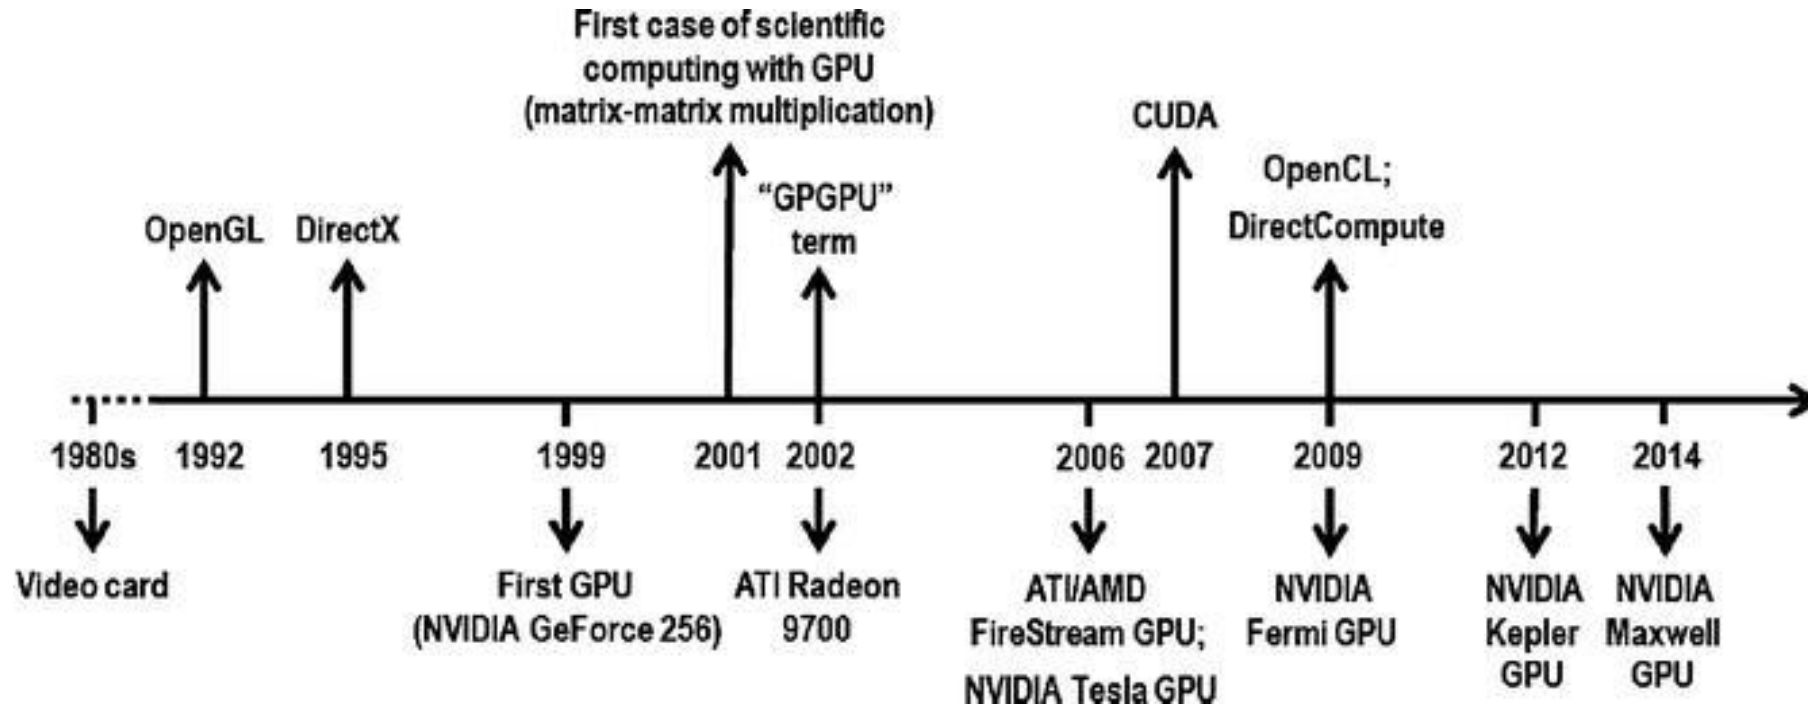 First case of scientific
computing with GPU
(matrix-matrix multiplication)
CUDA
OpenCL;
DirectCompute
“GPGPU”
term
OpenGL
DirectX
1980s
1992
1995
1999
2001
2002
2006
2007
2009
2012
2014
Video card
First GPU
(NVIDIA GeForce 256)
ATI Radeon
9700
ATI/AMD
FireStream GPU;
NVIDIA Tesla GPU
NVIDIA
Fermi GPU
NVIDIA
Kepler
GPU
NVIDIA
Maxwell
GPU